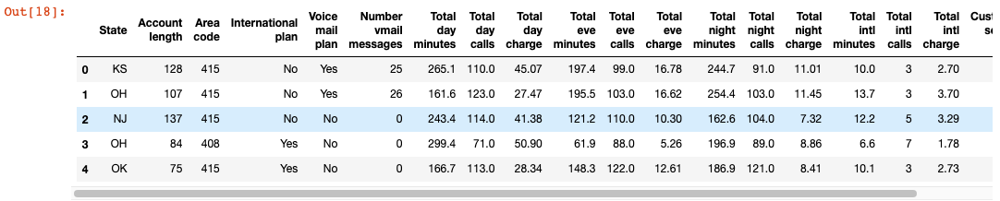 Out[18]:
State Account length Area code International plan Voice mail plan Number vmail messages Total day minutes Total day calls Total day charge Total eve minutes Total eve calls Total eve charge Total night minutes Total night calls Total night charge Total intl minutes Total intl calls Total intl charge
0 KS 128 415 No Yes 25 265.1 110.0 45.07 197.4 99.0 16.78 244.7 91.0 11.01 10.0 3 2.70
1 OH 107 415 No Yes 26 161.6 123.0 27.47 195.5 103.0 16.62 254.4 103.0 11.45 13.7 3 3.70
2 NJ 137 415 No No 0 243.4 114.0 41.38 121.2 110.0 10.30 162.6 104.0 7.32 12.2 5 3.29
3 OH 84 408 Yes No 0 299.4 71.0 50.90 61.9 88.0 5.26 196.9 89.0 8.86 6.6 7 1.78
4 OK 75 415 Yes No 0 166.7 113.0 28.34 148.3 122.0 12.61 186.9 121.0 8.41 10.1 3 2.73